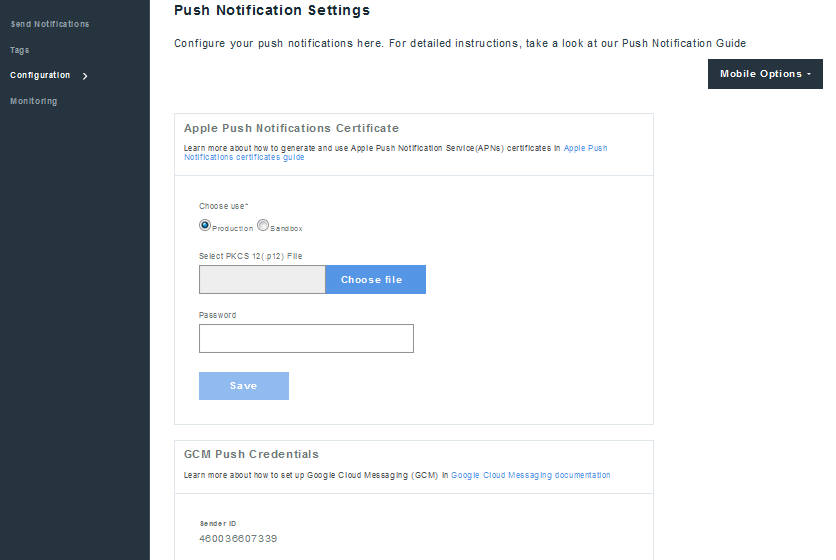 Push Notification Settings
Send Notifications
Configure your push notifications here. For detailed instructions, take a look at our Push Notification Guide
Tags
Configuration
Mobile Options
Monitoring
Apple Push Notifications Certificate
Learn more about how to generate and use Apple Push Notification Service(APNs) certificates in Apple Push
Notifications certificates guide
Choose use*
Production Sandbox
Select PKCS 12(.p12) File
Choose file
Password
Save
GCM Push Credentials
Learn more about how to set up Google Cloud Messaging (GCM) in Google Cloud Messaging documentation
Sender ID
460036607339